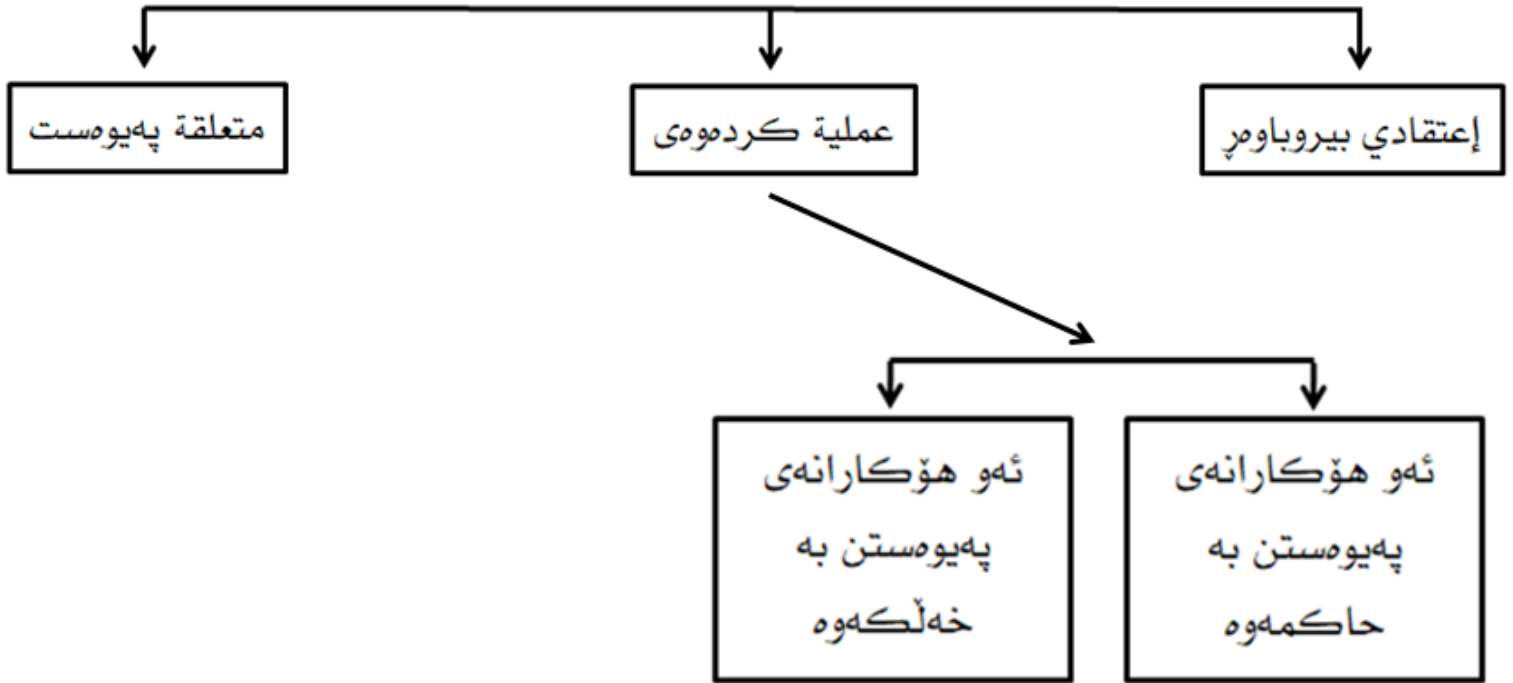 إعتقادي بیروباوەڕ
عملیة کردەوەی
متعلقة پەیوەست
ئەو هۆکارانەی
پەیوەستن بە
حاکمەوە
ئەو هۆکارانەی
پەیوەستن بە
خەڵکەوە